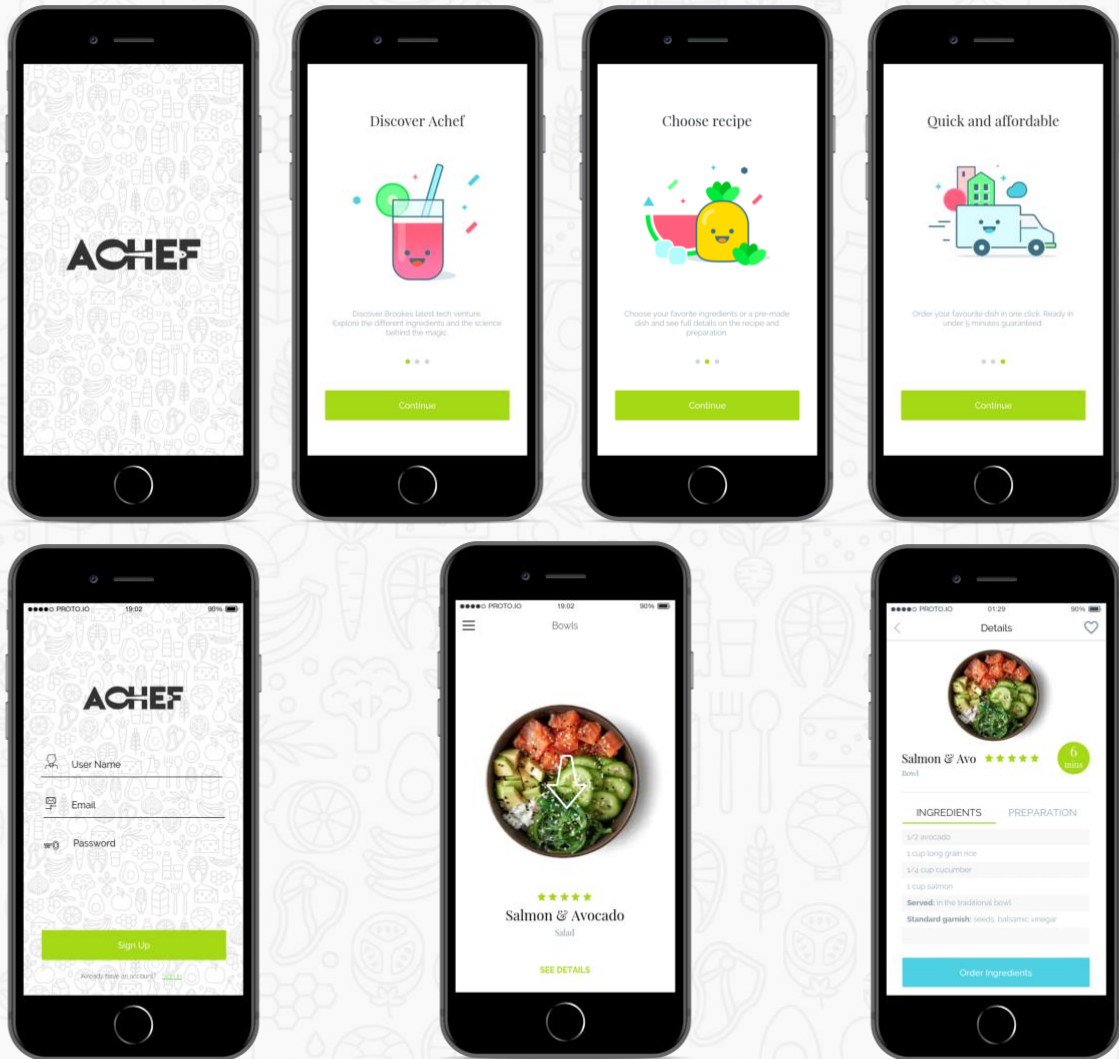 ACHEF
Discover Achef
Discover Brookes latest tech venture.
Explore the different ingredients and the science
behind the magic.
Continue
Choose recipe
Choose your favorite ingredients or a pre-made
dish and see full details on the recipe and
preparation.
Continue
Quick and affordable
Order your favourite dish in one click. Ready in
under 5 minutes guaranteed.
Continue
PROTO.IO 19:02 90%
ACHEF
User Name
Email
Password
Sign Up
Already have an account? Sign in
PROTO.IO 19:02 90%
Bowls
Salmon & Avocado
Salad
SEE DETAILS
PROTO.IO 01:29 90%
Details
Salmon & Avo
6
mins
Bowl
INGREDIENTS PREPARATION
1/2 avocado
1 cup long grain rice
1/4 cup cucumber
1 cup salmon
Served: in the traditional bowl
Standard garnish: seeds, balsamic vinegar
Order Ingredients